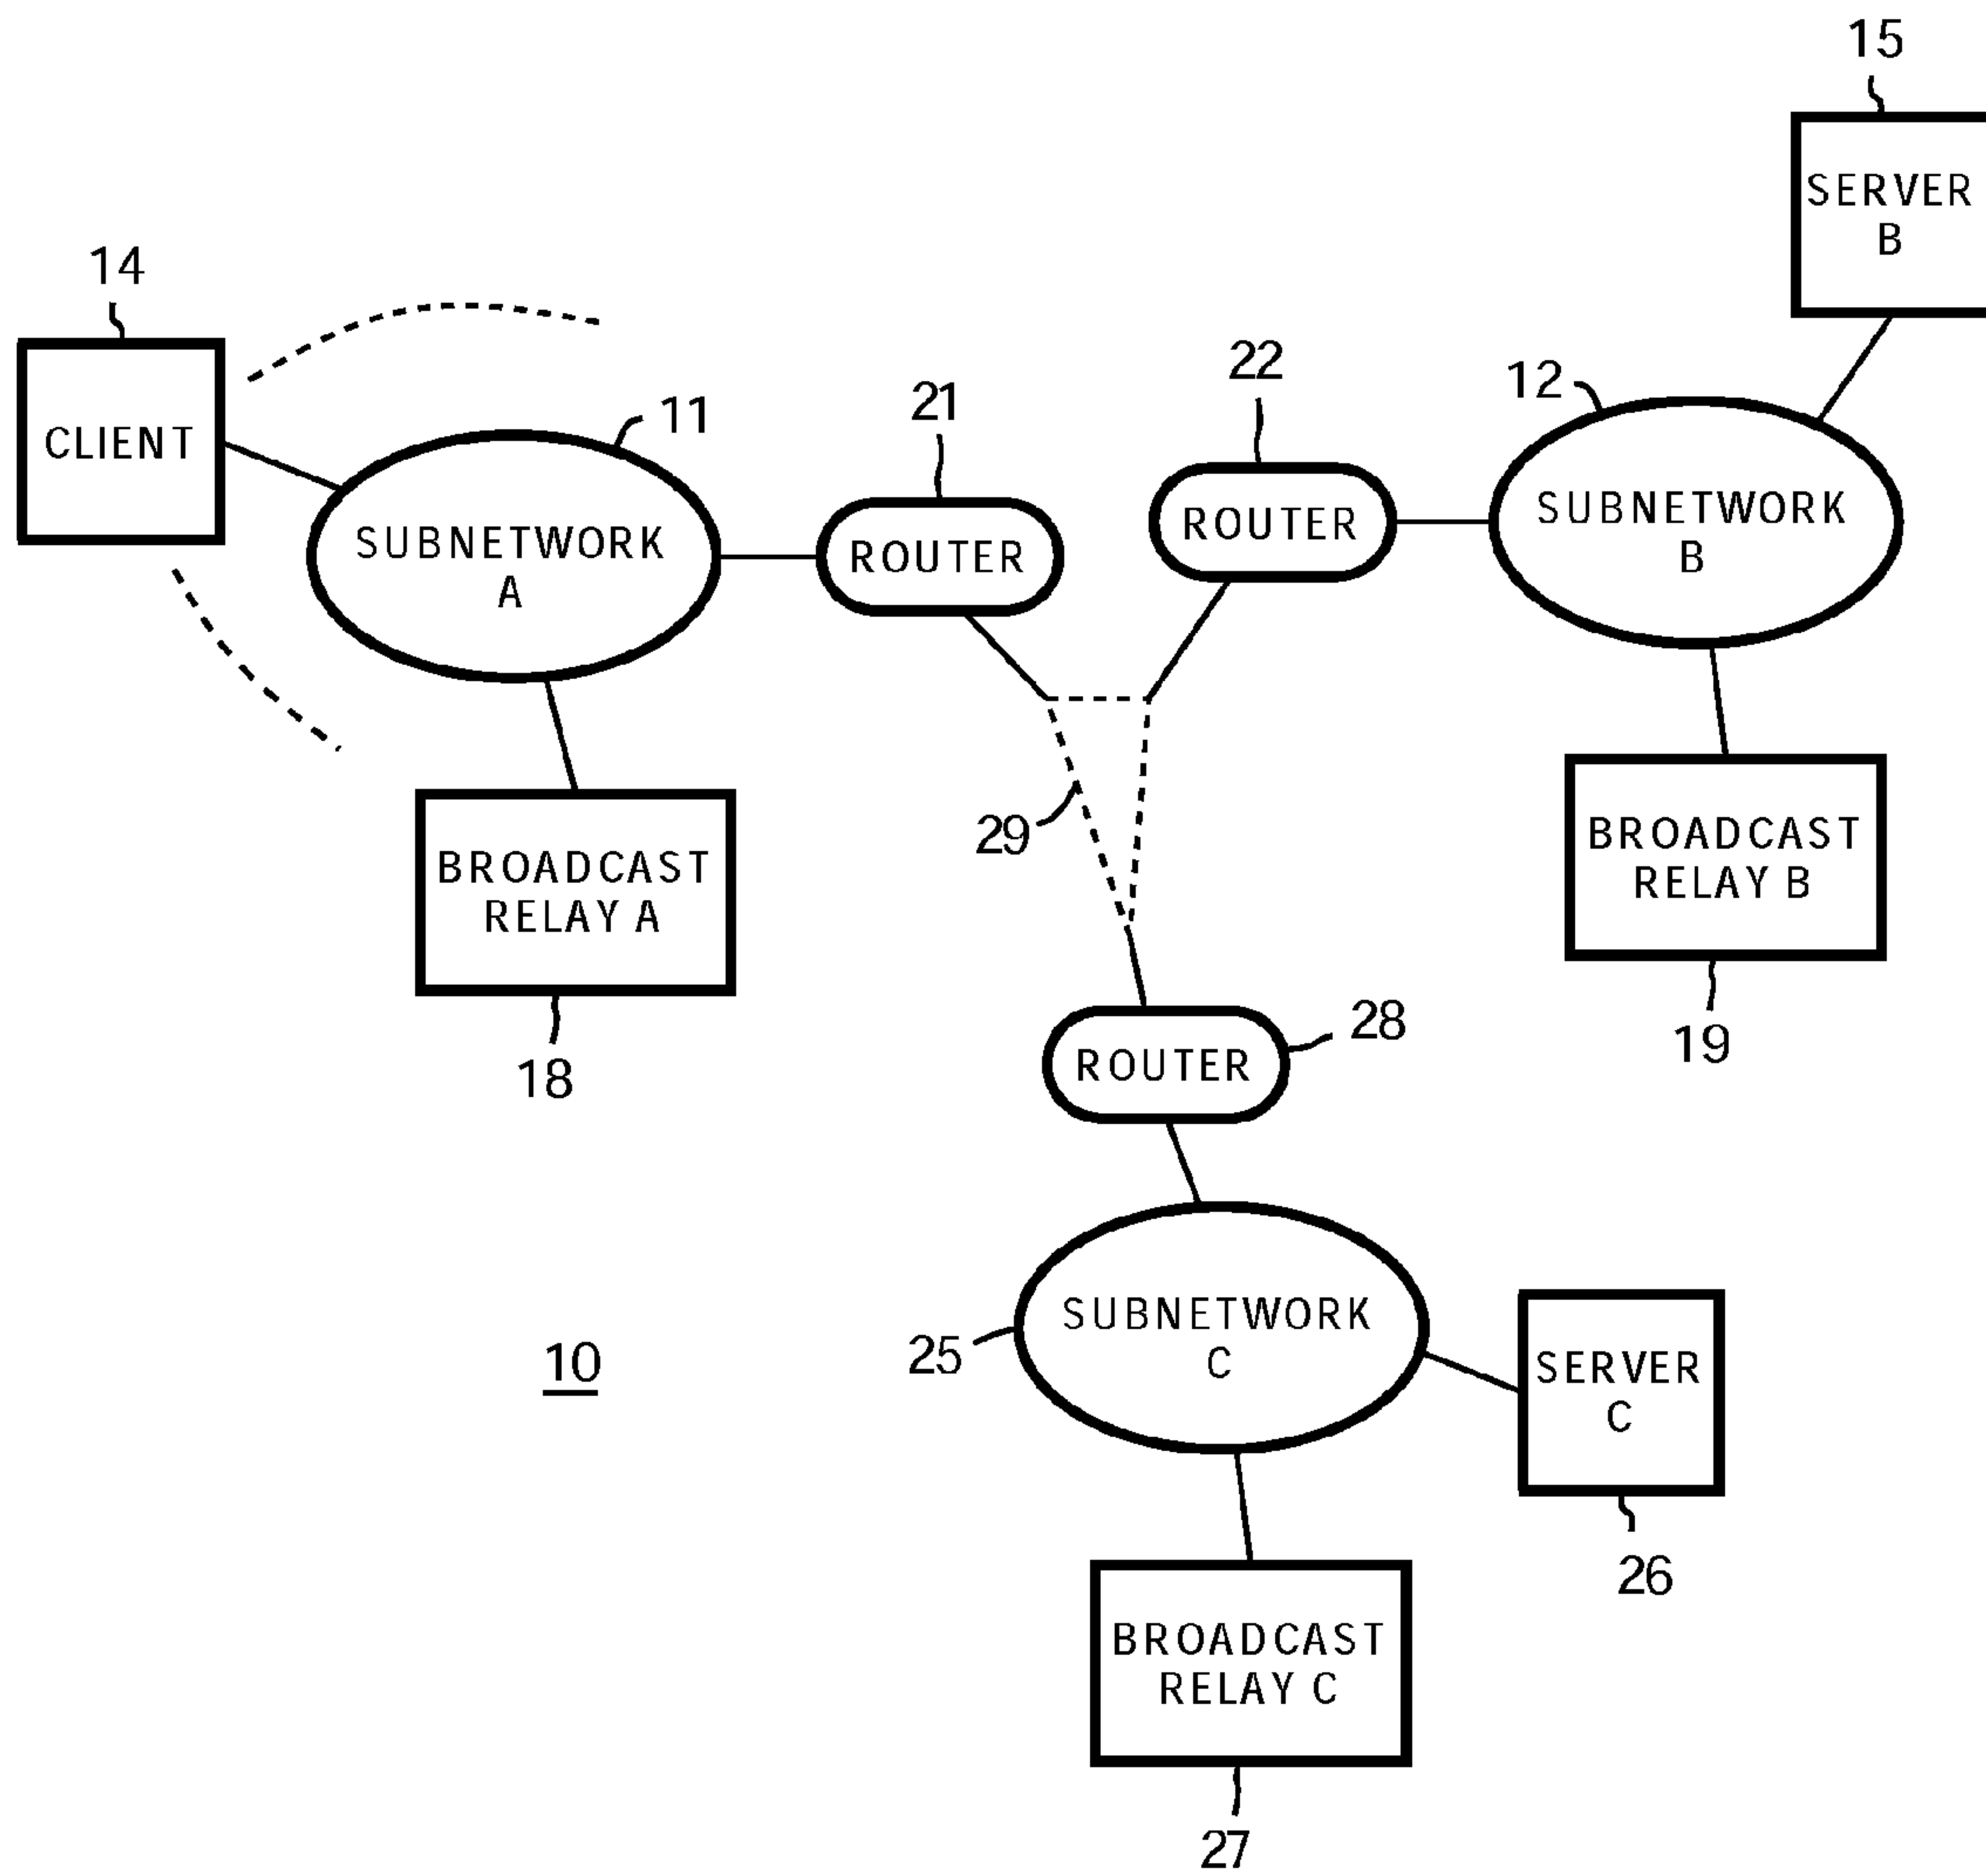 15
SERVER
B
14
CLIENT
11
SUBNETWORK
A
21
ROUTER
22
ROUTER
12
SUBNETWORK
B
29
BROADCAST
RELAY A
18
BROADCAST
RELAY B
19
ROUTER
28
SUBNETWORK
C
25
10
SERVER
C
26
BROADCAST
RELAY C
27